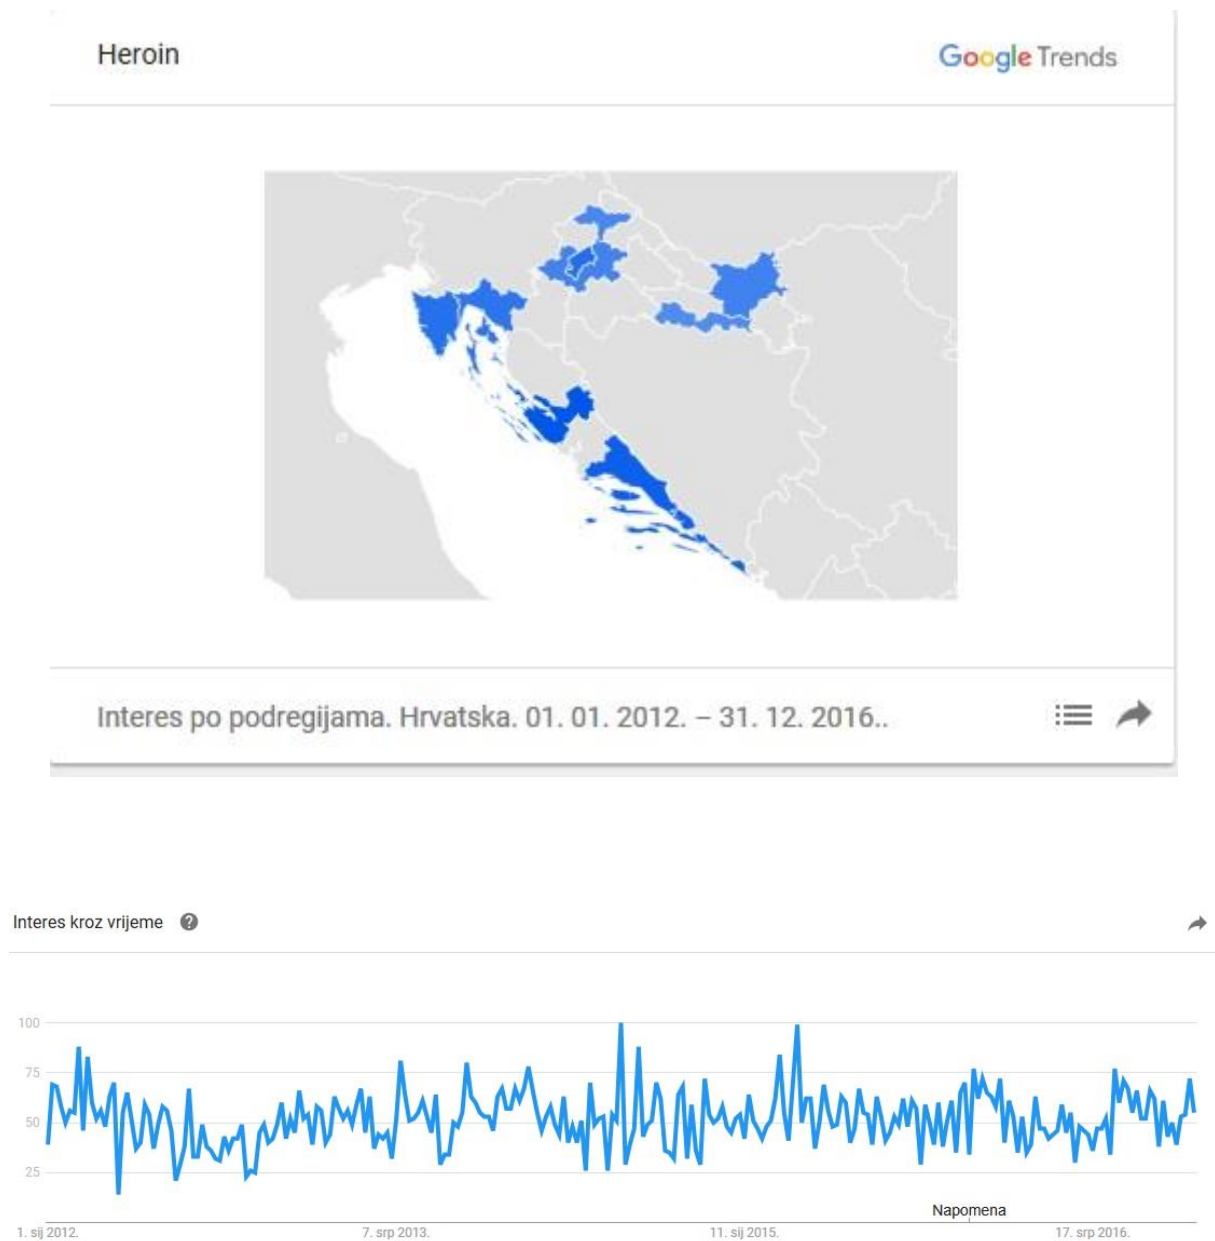 Heroin
Google Trends
Interes po podregijama. Hrvatska. 01. 01. 2012. – 31. 12. 2016..
Interes kroz vrijeme ?
100
75
50
25
Napomena
1. sij 2012.
7. srp 2013.
11. sij 2015.
17. srp 2016.